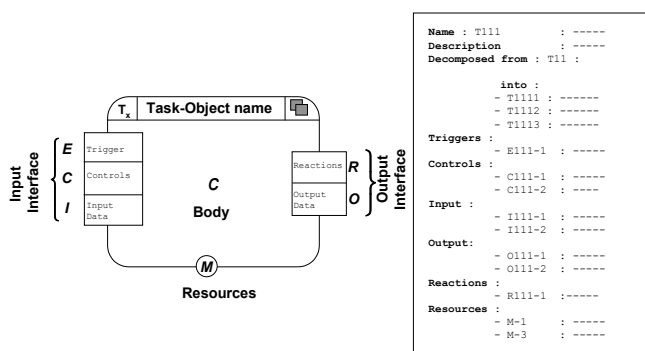 Tx Task-Object name
Input Interface
E Trigger
C Controls
I Input Data
C
Body
Reactions R
Output Data O
Output Interface
M
Resources
Name : T111 : -----
Description : -----
Decomposed from : T11 :
into :
- T1111 : ------
- T1112 : ------
- T1113 : ------
Triggers :
- E111-1 : -----
Controls :
- C111-1 : -----
- C111-2 : ----
Input :
- I111-1 : -----
- I111-2 : -----
Output:
- O111-1 : -----
- O111-2 : -----
Reactions :
- R111-1 :-----
Resources :
- M-1 : -----
- M-3 : -----